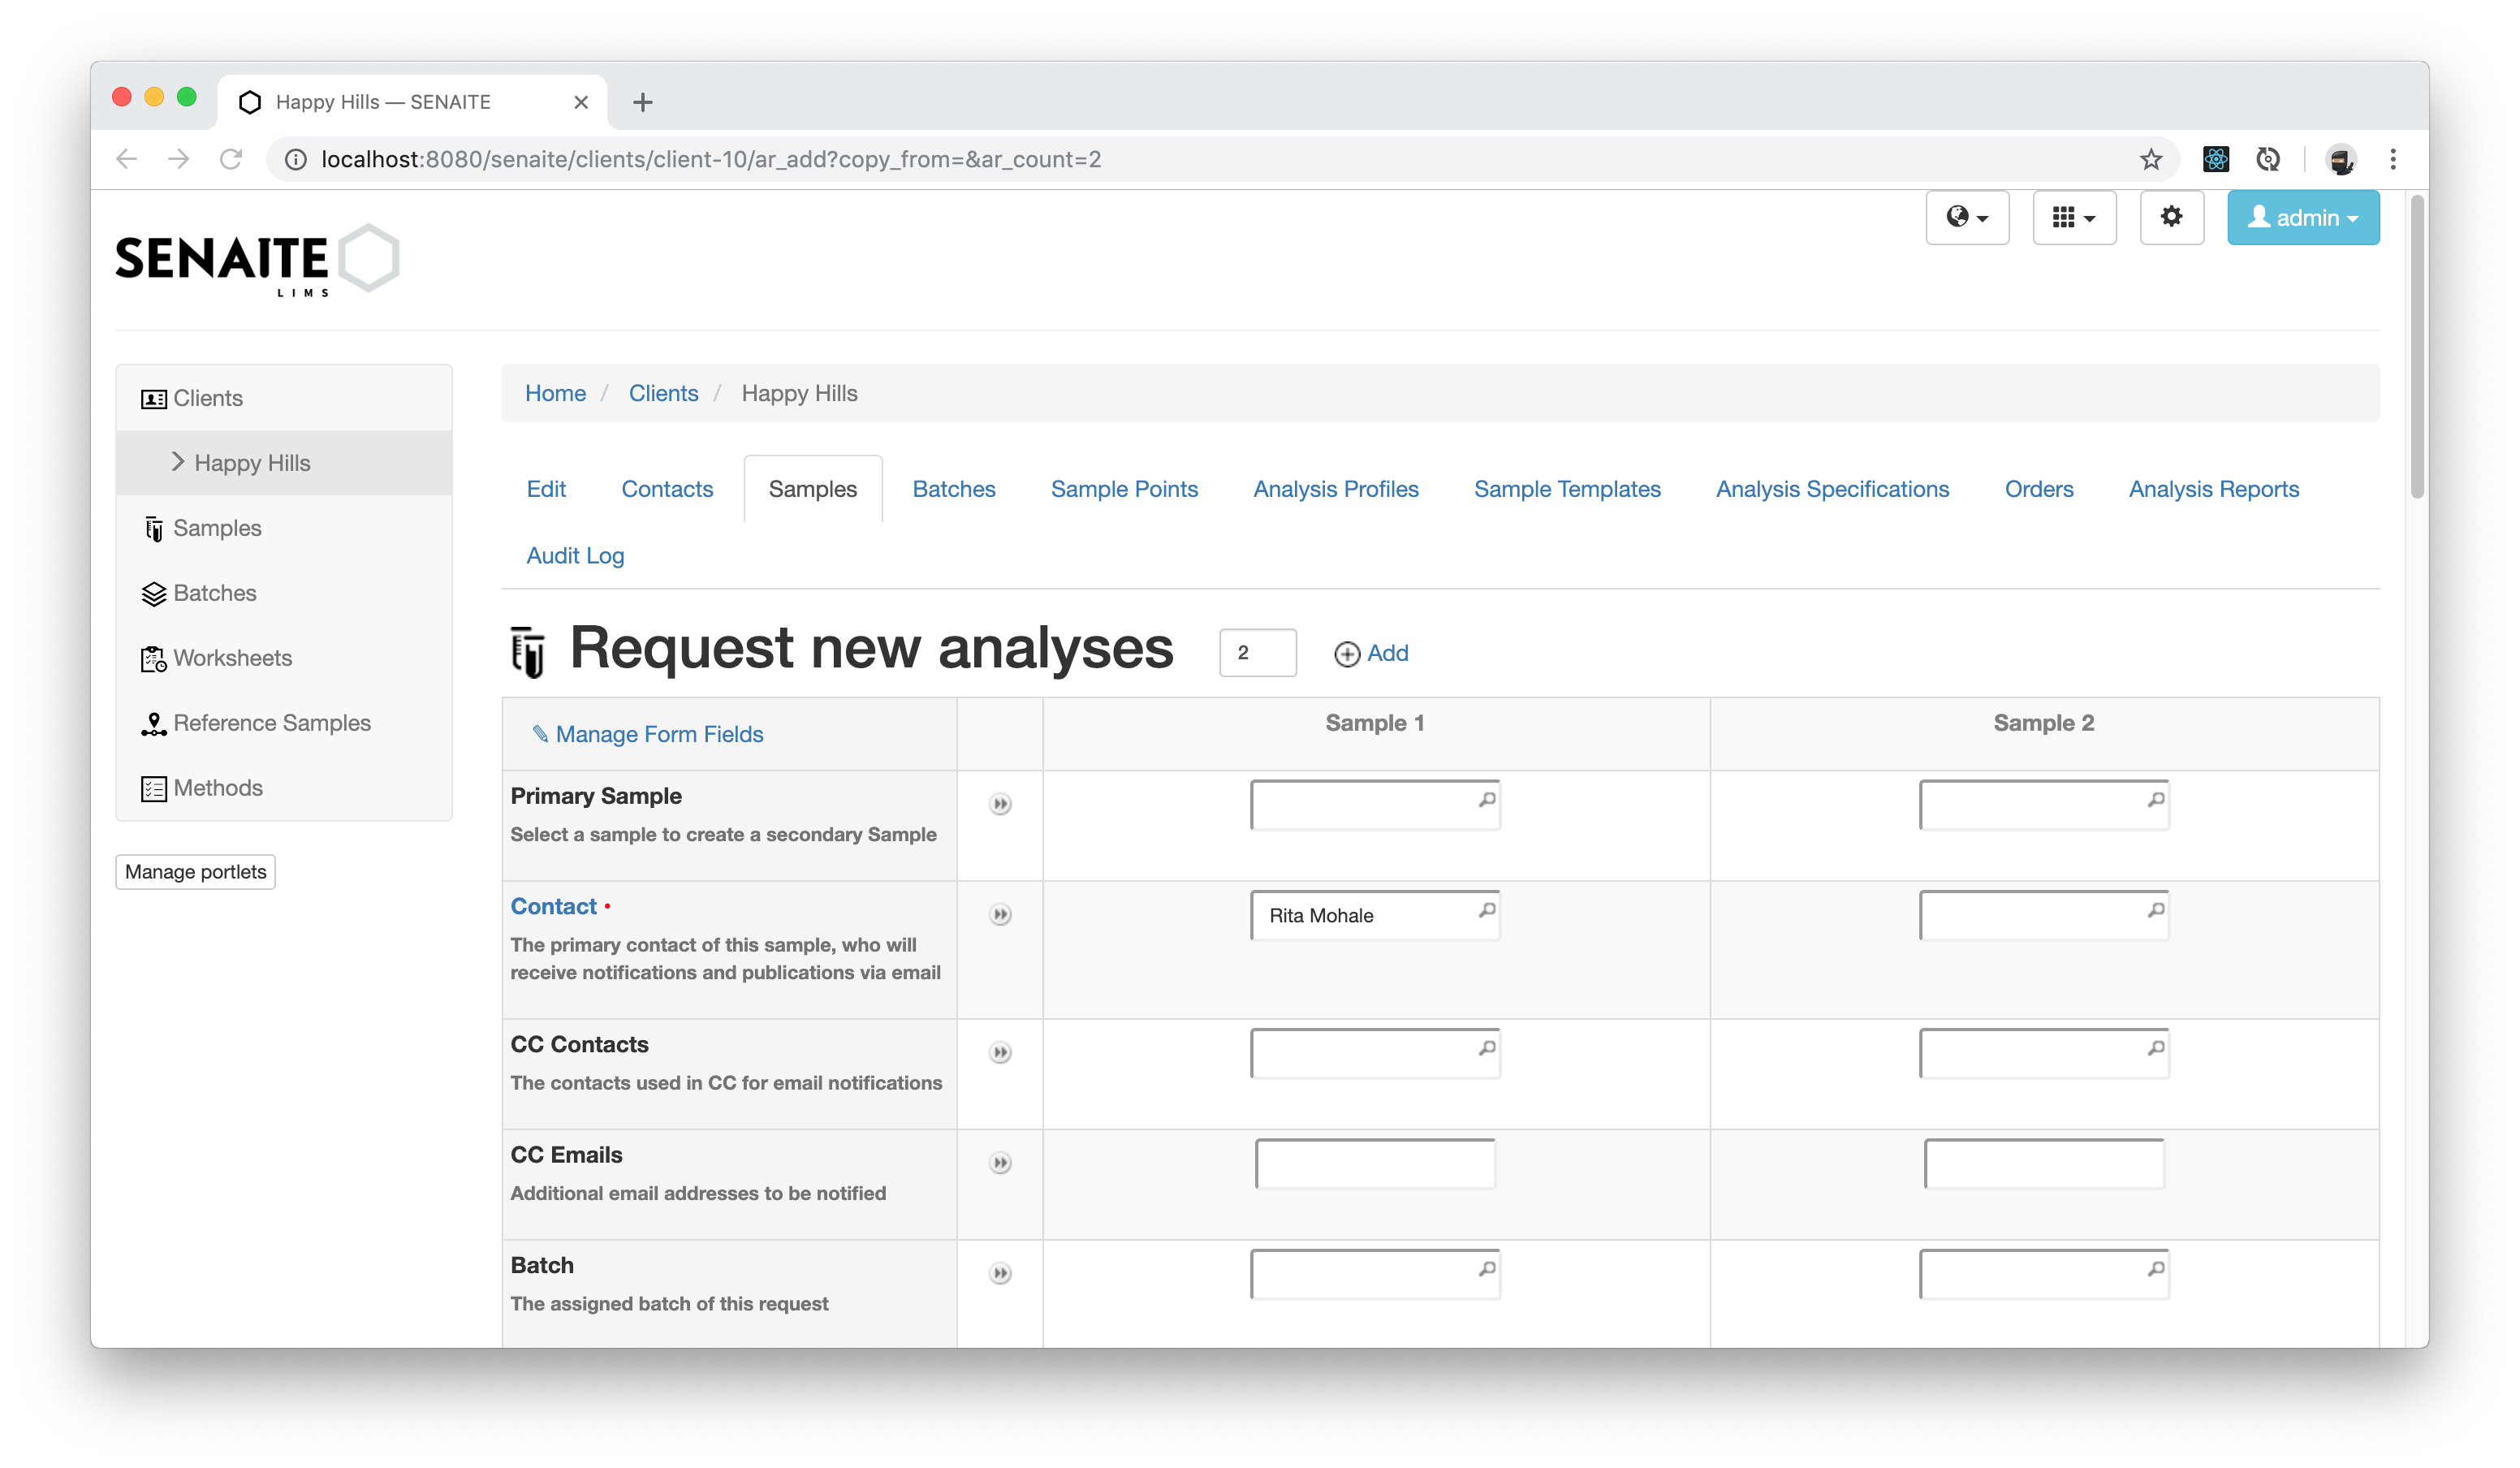 Happy Hills — SENAITE
localhost:8080/senaite/clients/client-10/ar_add?copy_from=&ar_count=2
admin
SENAITE
LIMS
Clients
Happy Hills
Samples
Batches
Worksheets
Reference Samples
Methods
Manage portlets
Home / Clients / Happy Hills
Edit Contacts Samples Batches Sample Points Analysis Profiles Sample Templates Analysis Specifications Orders Analysis Reports
Audit Log
Request new analyses 2 Add
Manage Form Fields Sample 1 Sample 2
Primary Sample
Select a sample to create a secondary Sample
Contact
Rita Mohale
The primary contact of this sample, who will
receive notifications and publications via email
CC Contacts
The contacts used in CC for email notifications
CC Emails
Additional email addresses to be notified
Batch
The assigned batch of this request